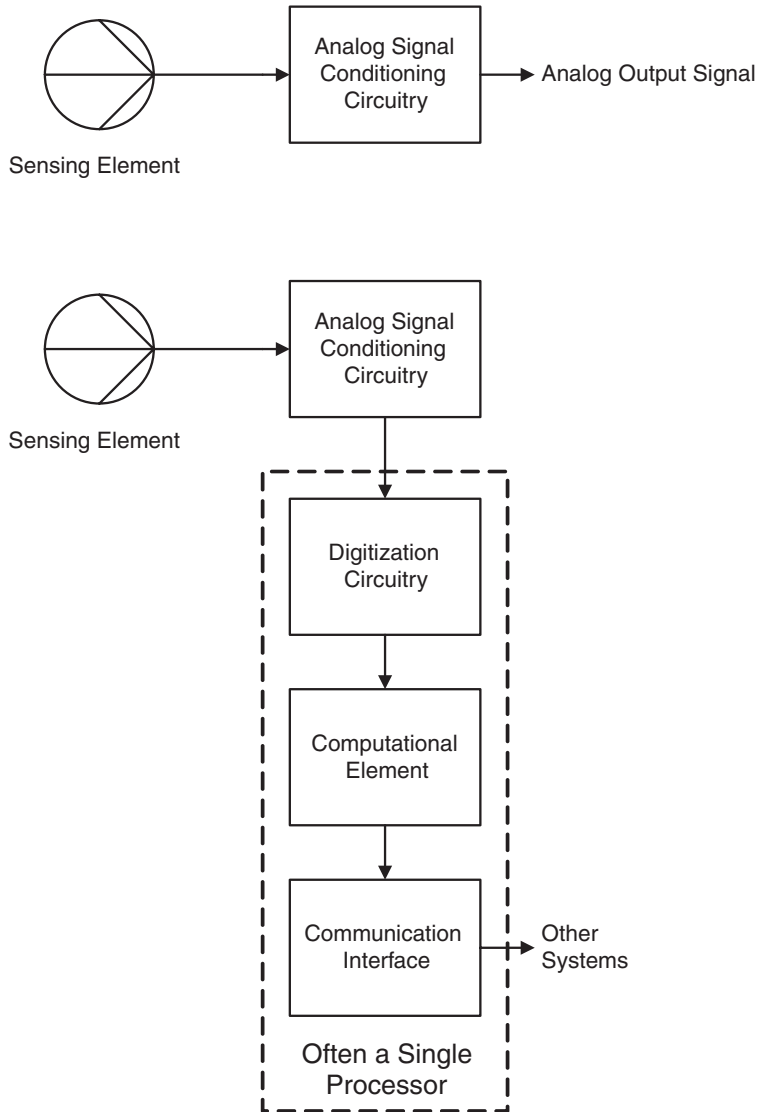 Analog Signal
Conditioning
Circuitry
Analog Output Signal
Sensing Element
Analog Signal
Conditioning
Circuitry
Sensing Element
Digitization
Circuitry
Computational
Element
Communication
Interface
Other
Systems
Often a Single
Processor